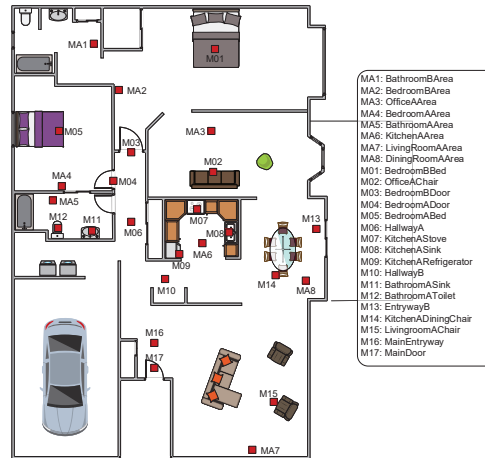 MA1
M01
MA2
M05
MA3
M03
M02
MA4
M04
MA5
M07
M12
M11
M06
M08
M13
MA6
M09
M10
M14
MA8
M16
M17
M15
MA7
MA1: BathroomBArea
MA2: BedroomBArea
MA3: OfficeAArea
MA4: BedroomAArea
MA5: BathroomAArea
MA6: KitchenAArea
MA7: LivingRoomAArea
MA8: DiningRoomAArea
M01: BedroomBBed
M02: OfficeAChair
M03: BedroomBDoor
M04: BedroomADoor
M05: BedroomABed
M06: HallwayA
M07: KitchenAStove
M08: KitchenASink
M09: KitchenARefrigerator
M10: HallwayB
M11: BathroomASink
M12: BathroomAToilet
M13: EntrywayB
M14: KitchenADiningChair
M15: LivingroomAChair
M16: MainEntryway
M17: MainDoor